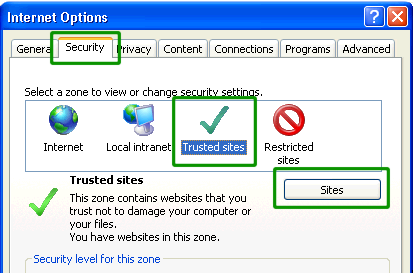 Internet Options
General Security Privacy Content Connections Programs Advanced
Select a zone to view or change security settings.
Internet Local intranet Trusted sites Restricted
sites
Trusted sites
Sites
This zone contains websites that you
trust not to damage your computer or
your files.
You have websites in this zone.
Security level for this zone